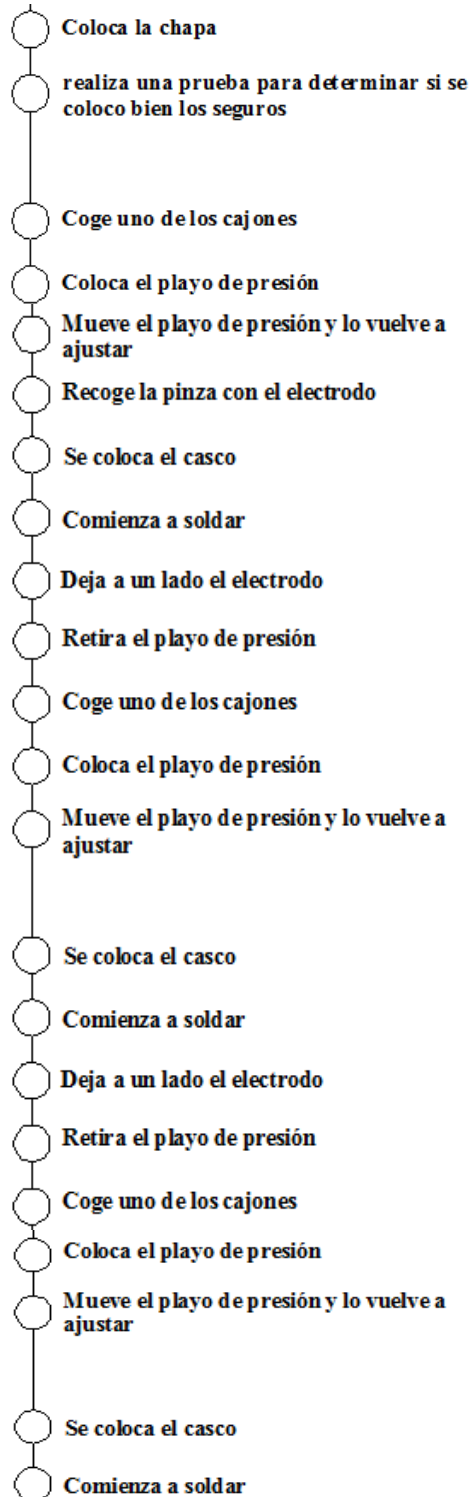 Coloca la chapa
realiza una prueba para determinar si se
coloco bien los seguros
Coge uno de los cajones
Coloca el playo de presión
Mueve el playo de presión y lo vuelve a
ajustar
Recoge la pinza con el electrodo
Se coloca el casco
Comienza a soldar
Deja a un lado el electrodo
Retira el playo de presión
Coge uno de los cajones
Coloca el playo de presión
Mueve el playo de presión y lo vuelve a
ajustar
Se coloca el casco
Comienza a soldar
Deja a un lado el electrodo
Retira el playo de presión
Coge uno de los cajones
Coloca el playo de presión
Mueve el playo de presión y lo vuelve a
ajustar
Se coloca el casco
Comienza a soldar